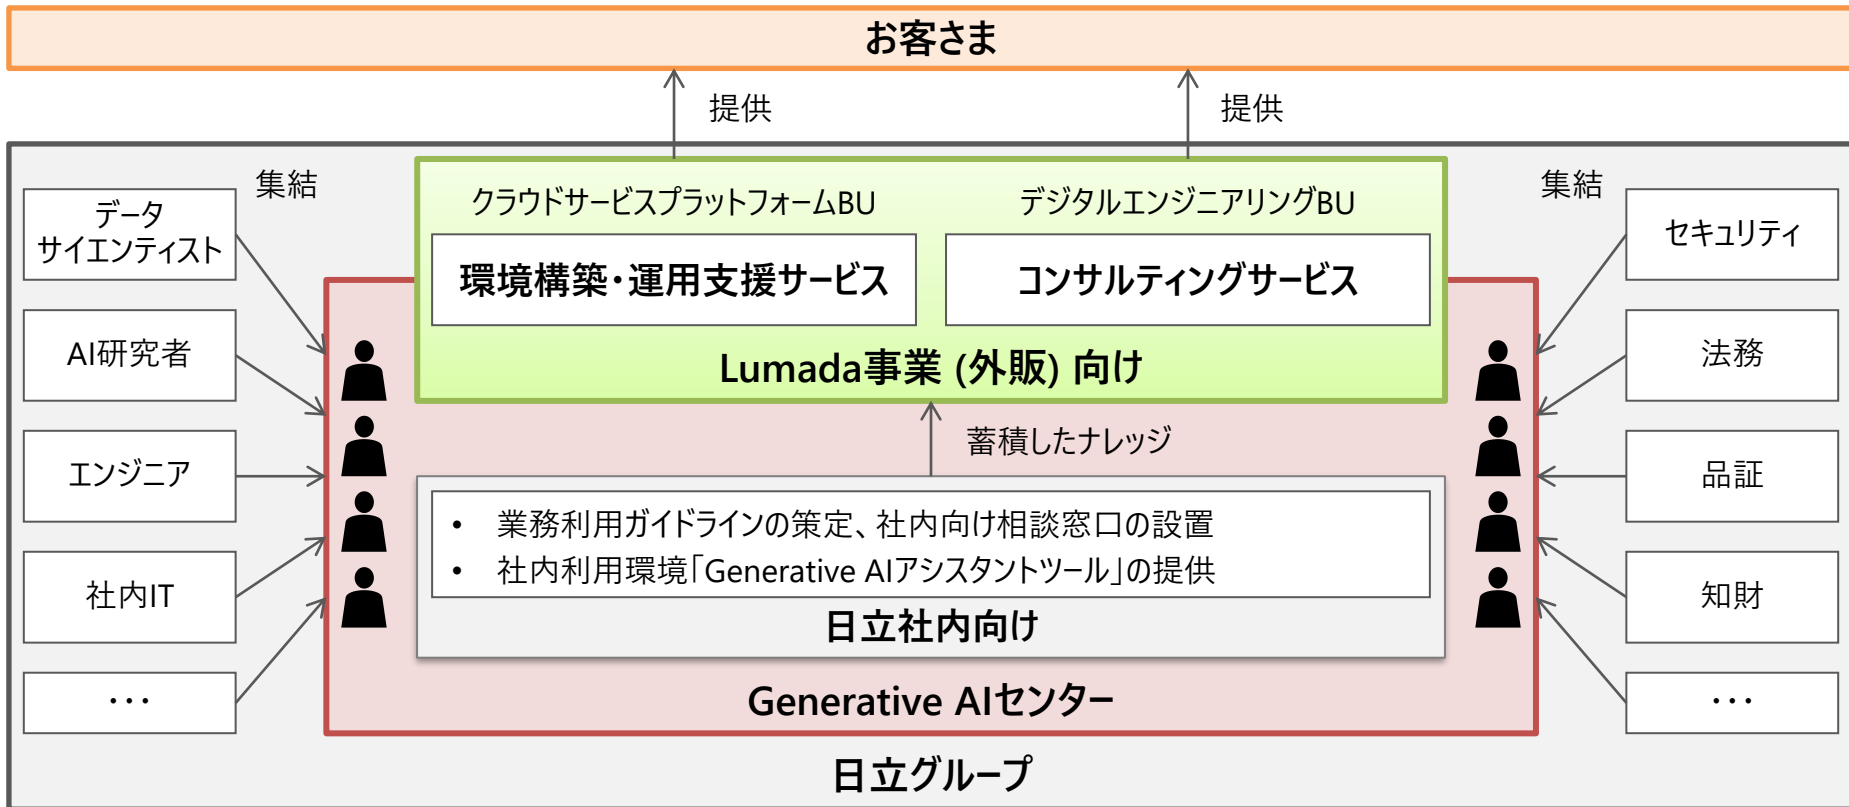 お客さま
提供
提供
集結
集結
データ
サイエンティスト
AI研究者
エンジニア
社内IT
･･･
クラウドサービスプラットフォームBU
環境構築・運用支援サービス
デジタルエンジニアリングBU
コンサルティングサービス
Lumada事業 (外販) 向け
蓄積したナレッジ
• 業務利用ガイドラインの策定、社内向け相談窓口の設置
• 社内利用環境「Generative AIアシスタントツール」の提供
日立社内向け
Generative AIセンター
セキュリティ
法務
品証
知財
･･･
日立グループ